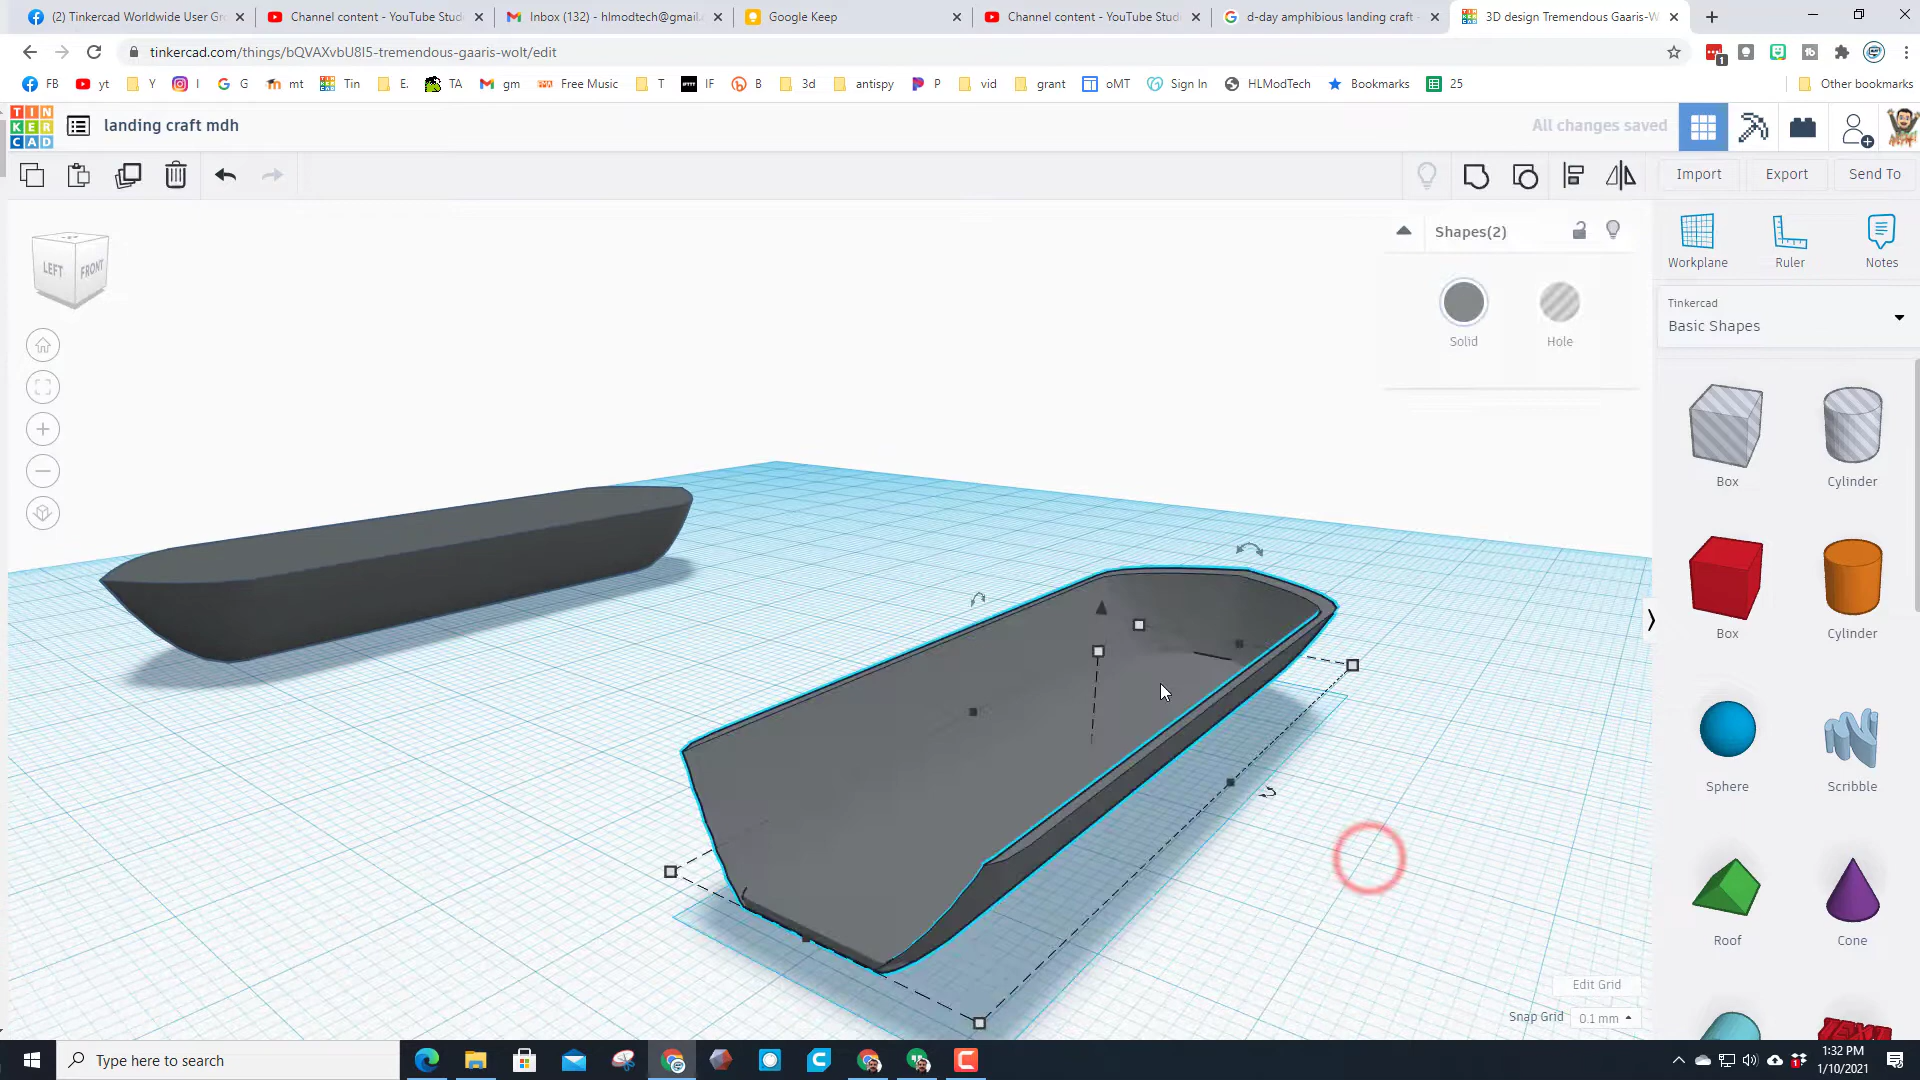 (2) Tinkercad Worldwide User Gr
Channel content - YouTube Stud
Inbox (132) - hlmodtech@gmail.
Google Keep
Channel content - YouTube Stud
d-day amphibious landing craft -
3D design Tremendous Gaaris-W
tinkercad.com/things/bQVAXvbU8I5-tremendous-gaaris-wolt/edit
1
FB
yt
Y
I
G
mt
Tin
E.
TA
gm
Free Music
T
IF
B
3d
antispy
P
vid
grant
oMT
Sign In
HLModTech
Bookmarks
25
Other bookmarks
TIN
KER
CAD
landing craft mdh
All changes saved
Import
Export
Send To
LEFT
FRONT
Shapes(2)
Solid
Hole
Workplane
Ruler
Notes
Tinkercad
Basic Shapes
Box
Cylinder
Box
Cylinder
Sphere
Scribble
Roof
Cone
TEXT
Edit Grid
Snap Grid
0.1 mm
Type here to search
1:32 PM
1/10/2021